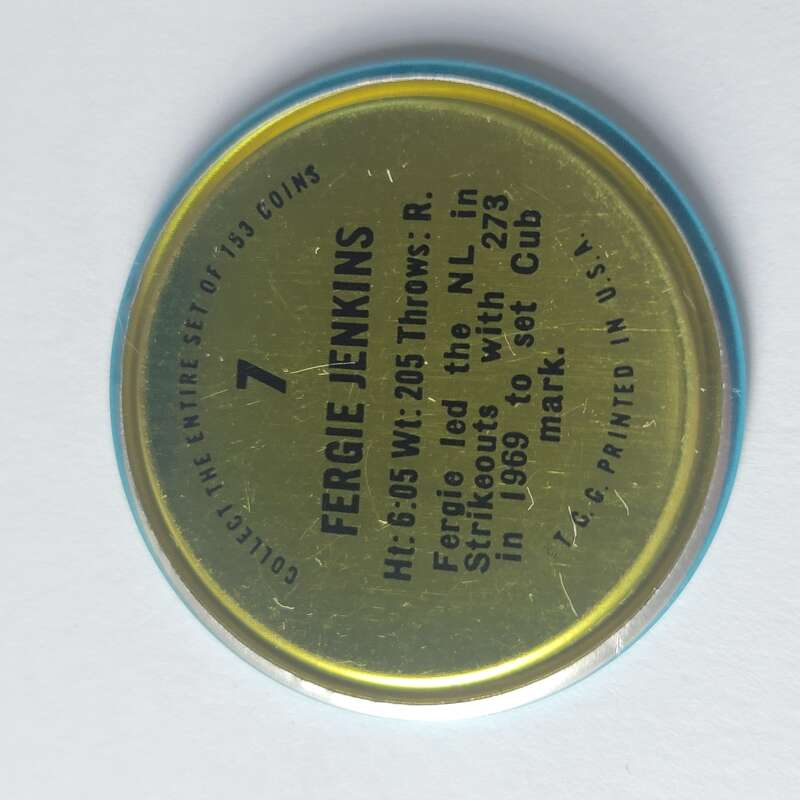 COLLECT THE ENTIRE SET OF 153 COINS
7
FERGIE JENKINS
Ht: 6:05 Wt: 205 Throws: R.
Fergie led the NL in
Strikeouts with 273
in 1969 to set Cub
mark.
T.C.G. PRINTED IN U.S.A.